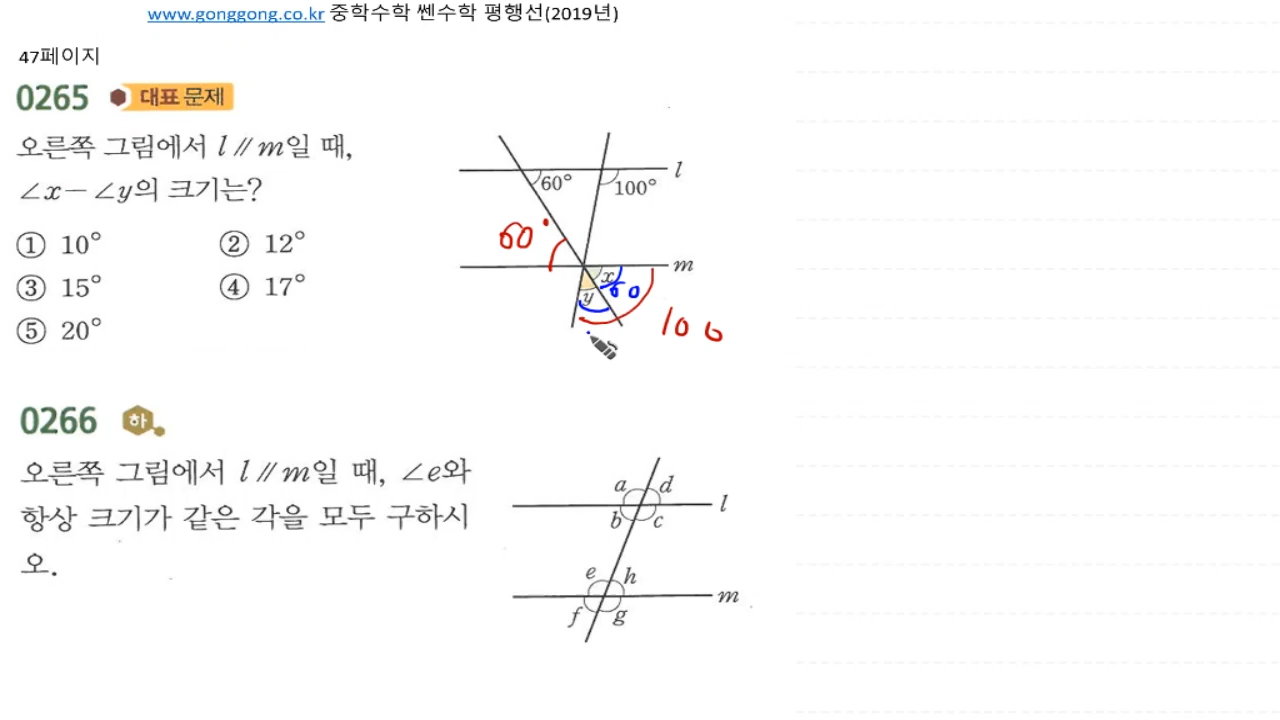 www.gonggong.co.kr 중학수학 쎈수학 평행선(2019년)
47페이지
0265 대표 문제
오른쪽 그림에서 l∥m일 때,
∠x-∠y의 크기는?
① 10° ② 12°
③ 15° ④ 17°
⑤ 20°
60° 100° l
60°
x m
y 60
100
0266 하
오른쪽 그림에서 l∥m일 때, ∠e와
항상 크기가 같은 각을 모두 구하시
오.
a d
l
b c
e h
m
f g